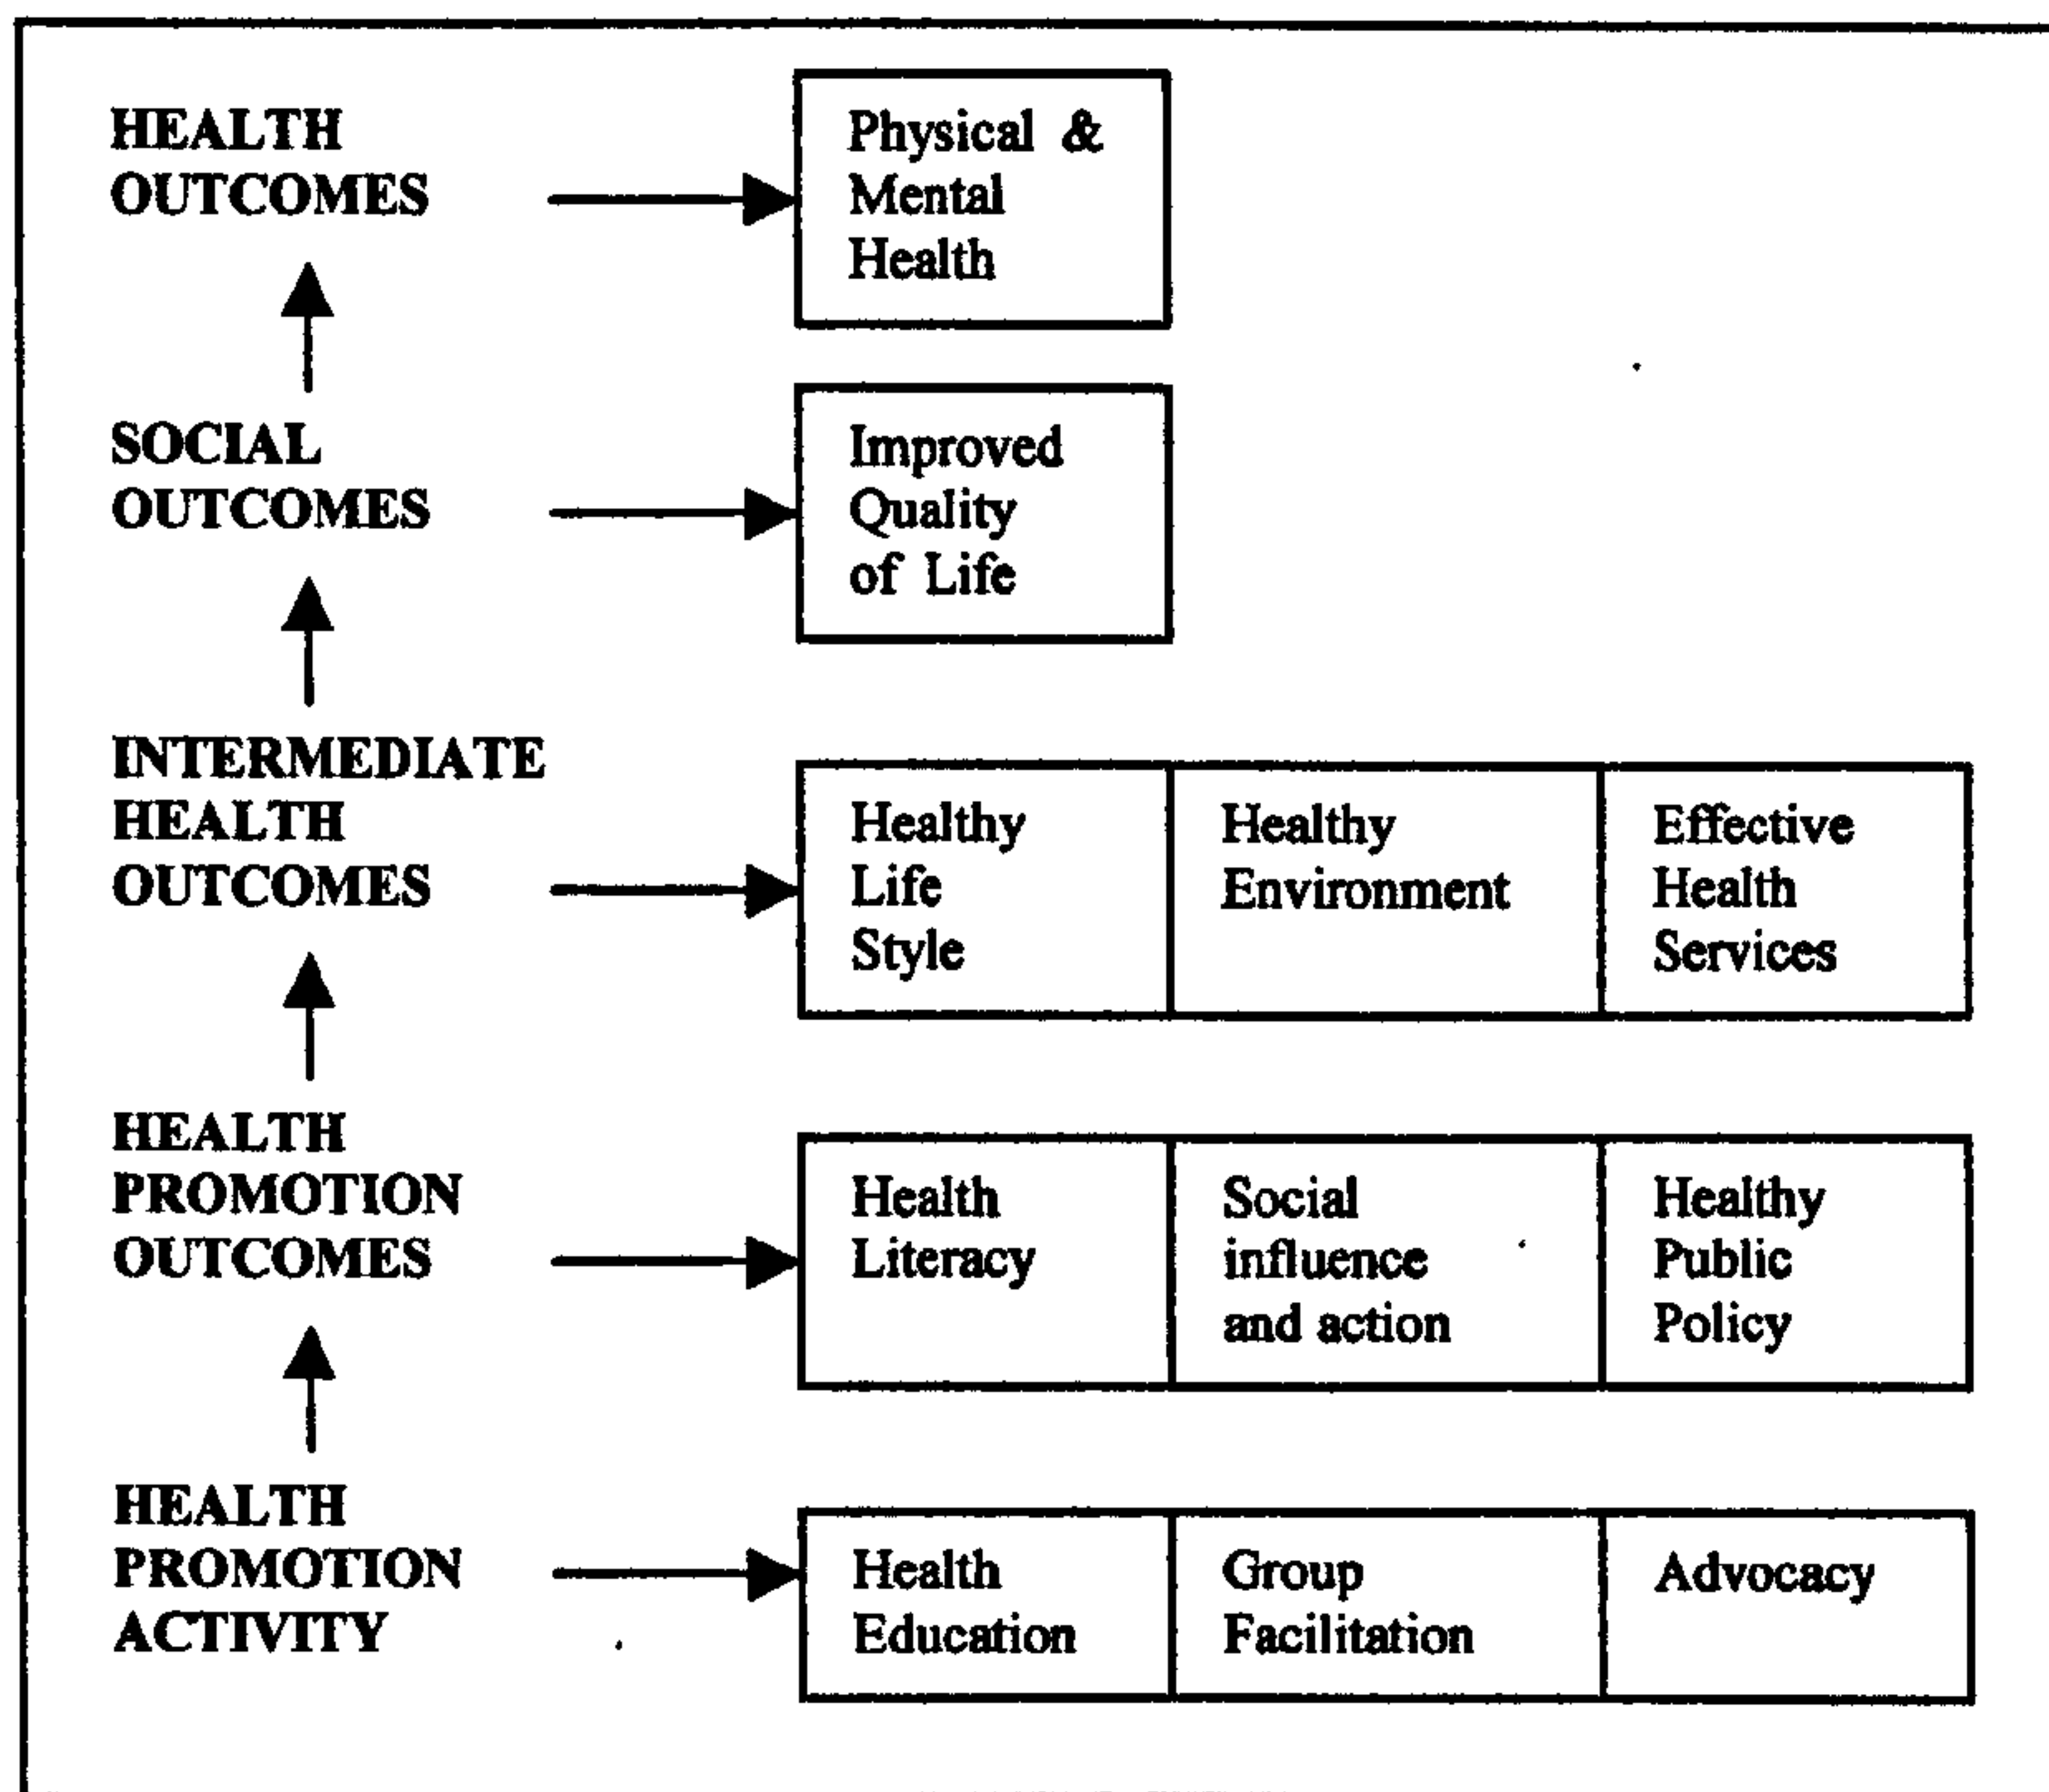 HEALTH
OUTCOMES
Physical &
Mental
Health
SOCIAL
OUTCOMES
Improved
Quality
of Life
INTERMEDIATE
HEALTH
OUTCOMES
Healthy
Life
Style
Healthy
Environment
Effective
Health
Services
HEALTH
PROMOTION
OUTCOMES
Health
Literacy
Social
influence
and action
Healthy
Public
Policy
HEALTH
PROMOTION
ACTIVITY
Health
Education
Group
Facilitation
Advocacy